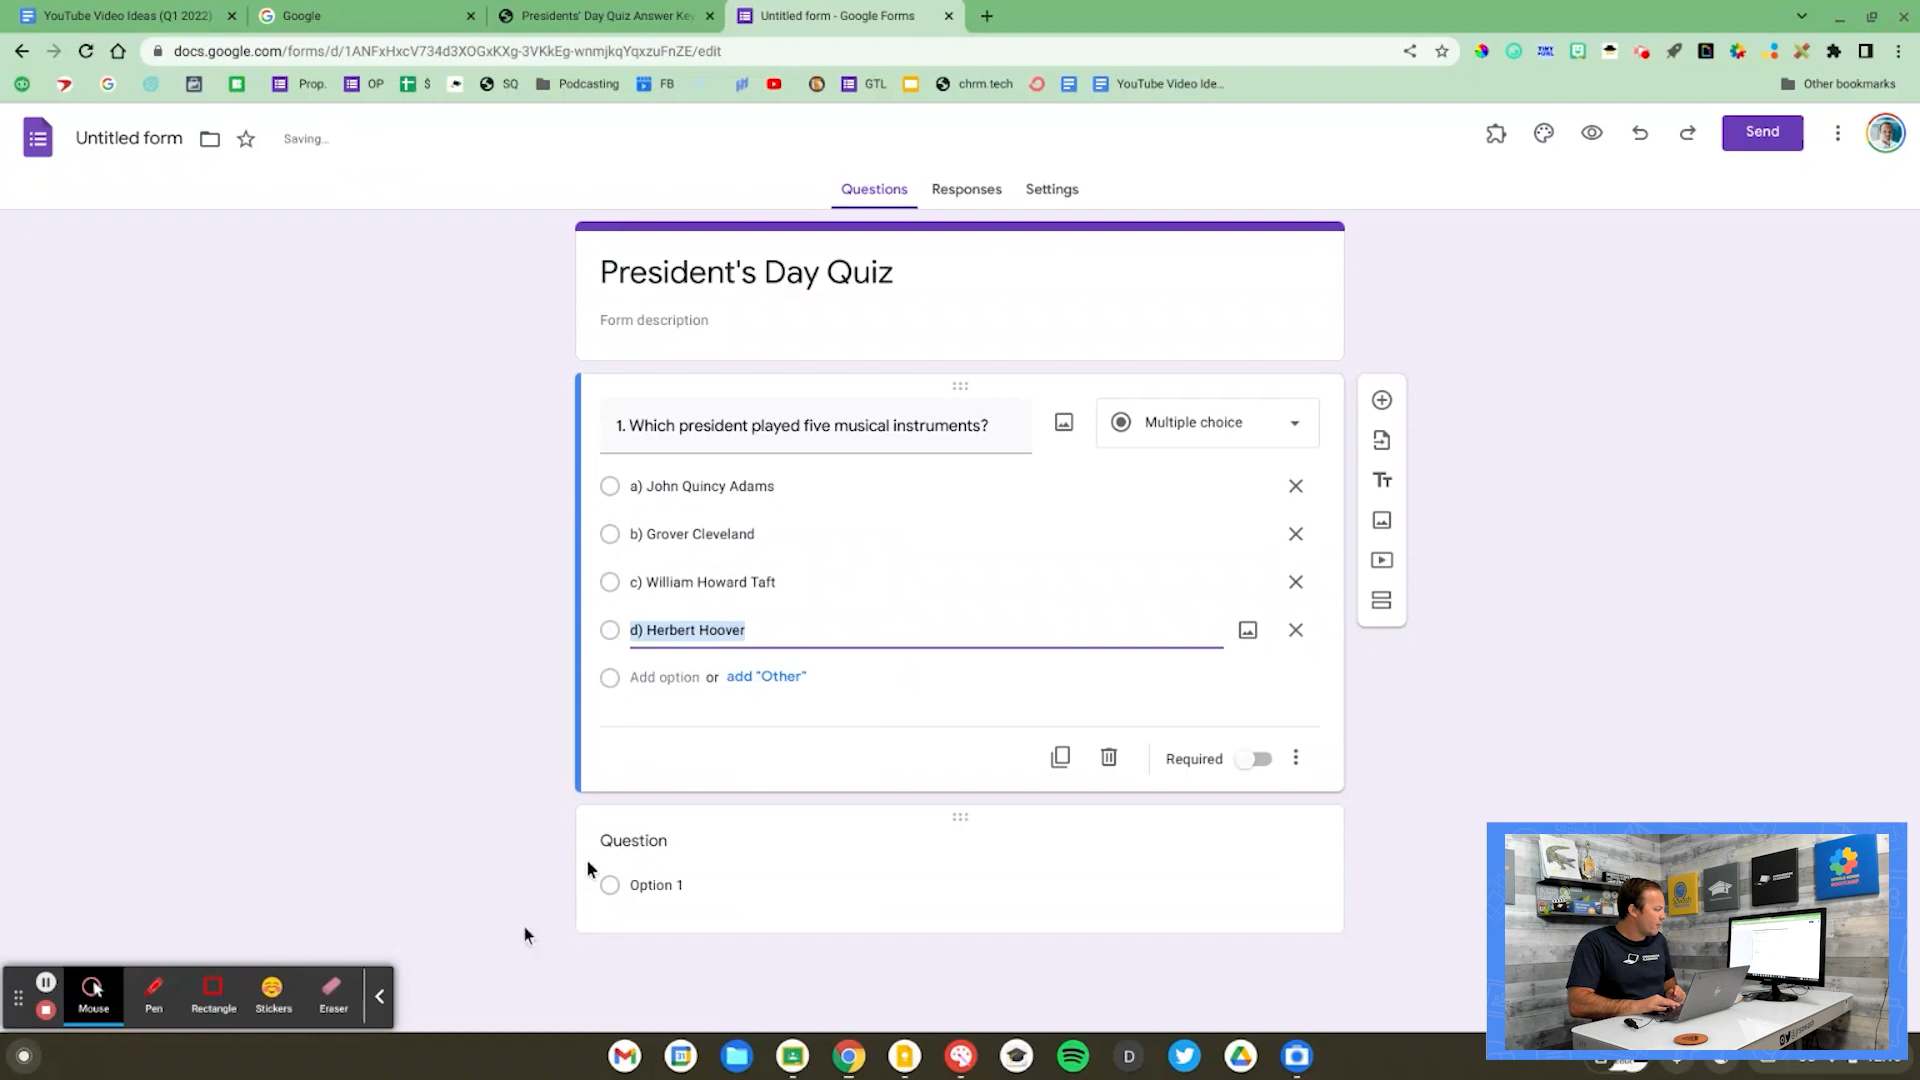 YouTube Video Ideas (Q1 2022)
Google
Presidents' Day Quiz Answer Key
Untitled form - Google Forms
docs.google.com/forms/d/1ANFxHxcV734d3XOGxKXg-3VKkEg-wnmjkqYqxzuFnZE/edit
Prop.
OP
$
SQ
Podcasting
FB
GTL
chrm.tech
YouTube Video Ide...
Other bookmarks
Untitled form
Saving...
Send
Questions
Responses
Settings
President's Day Quiz
Form description
1. Which president played five musical instruments?
Multiple choice
a) John Quincy Adams
b) Grover Cleveland
c) William Howard Taft
d) Herbert Hoover
Add option or add "Other"
Required
Question
Option 1
Mouse
Pen
Rectangle
Stickers
Eraser
D